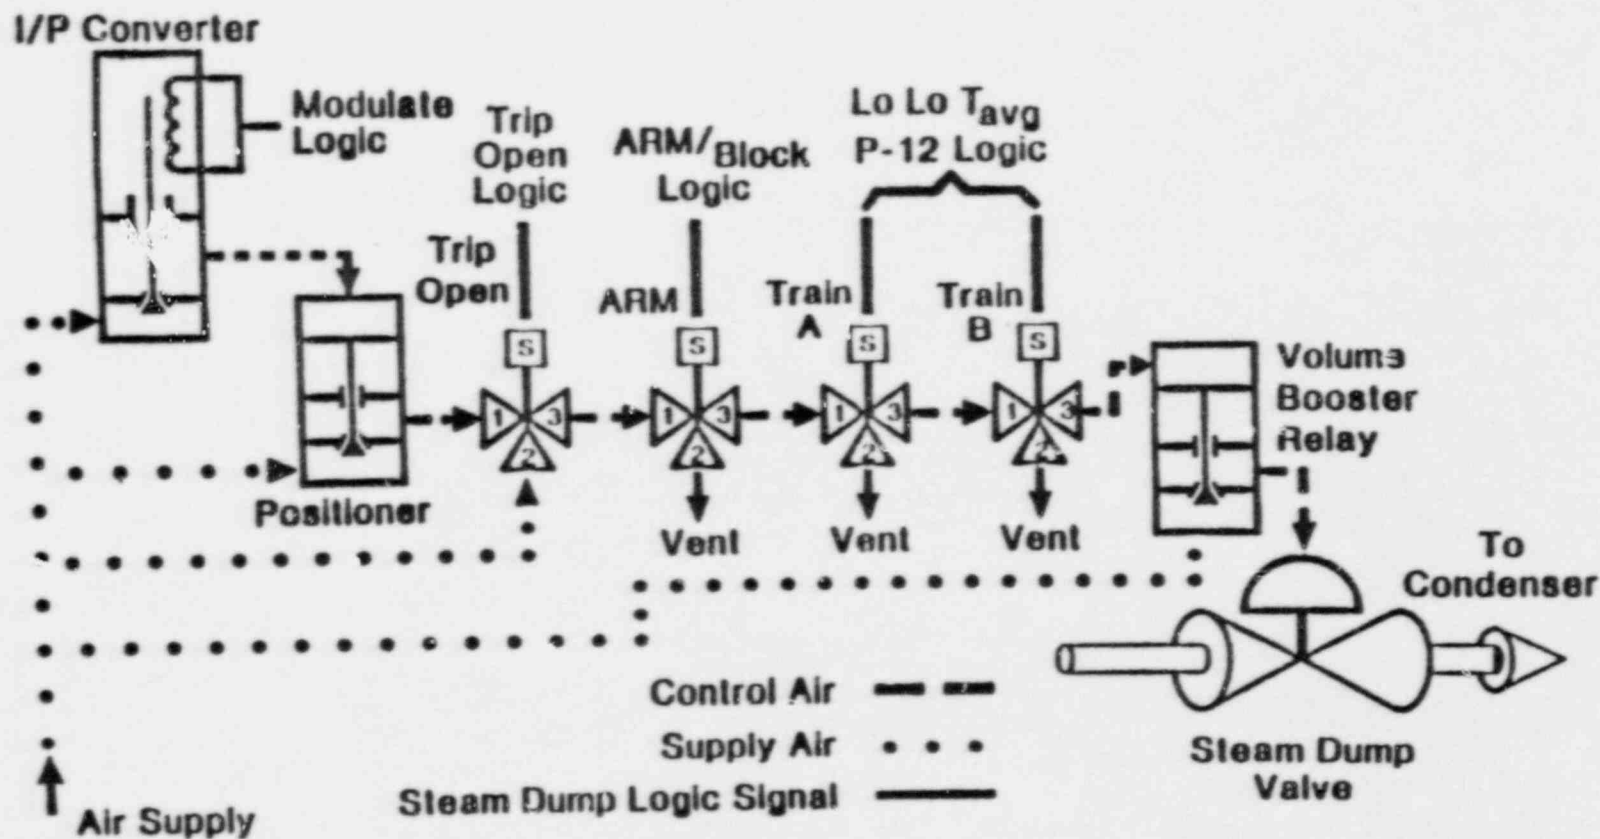 I/P Converter
Modulate
Logic
Trip
Open
Logic
ARM/Block
Logic
Lo Lo Tavg
P-12 Logic
Trip
Open
ARM
Train
A
Train
B
S
S
S
S
1 3
2
1 3
2
1 3
2
1 3
2
Volume
Booster
Relay
Positioner
Vent
Vent
Vent
To
Condenser
Control Air
Supply Air
Steam Dump Logic Signal
Steam Dump
Valve
Air Supply